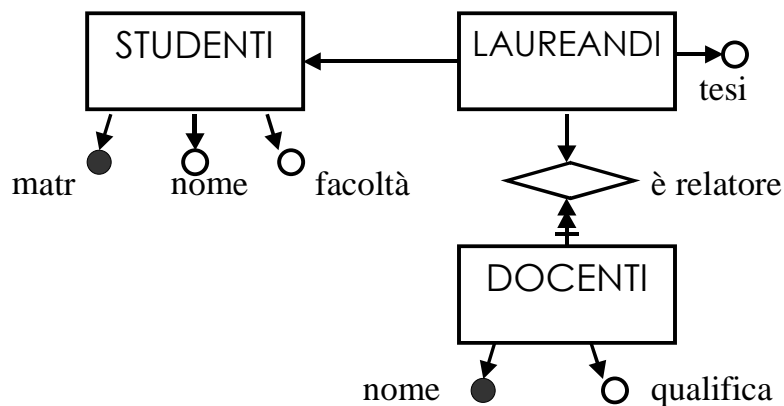 STUDENTI
LAUREANDI
tesi
matr
nome
facoltà
è relatore
DOCENTI
nome
qualifica